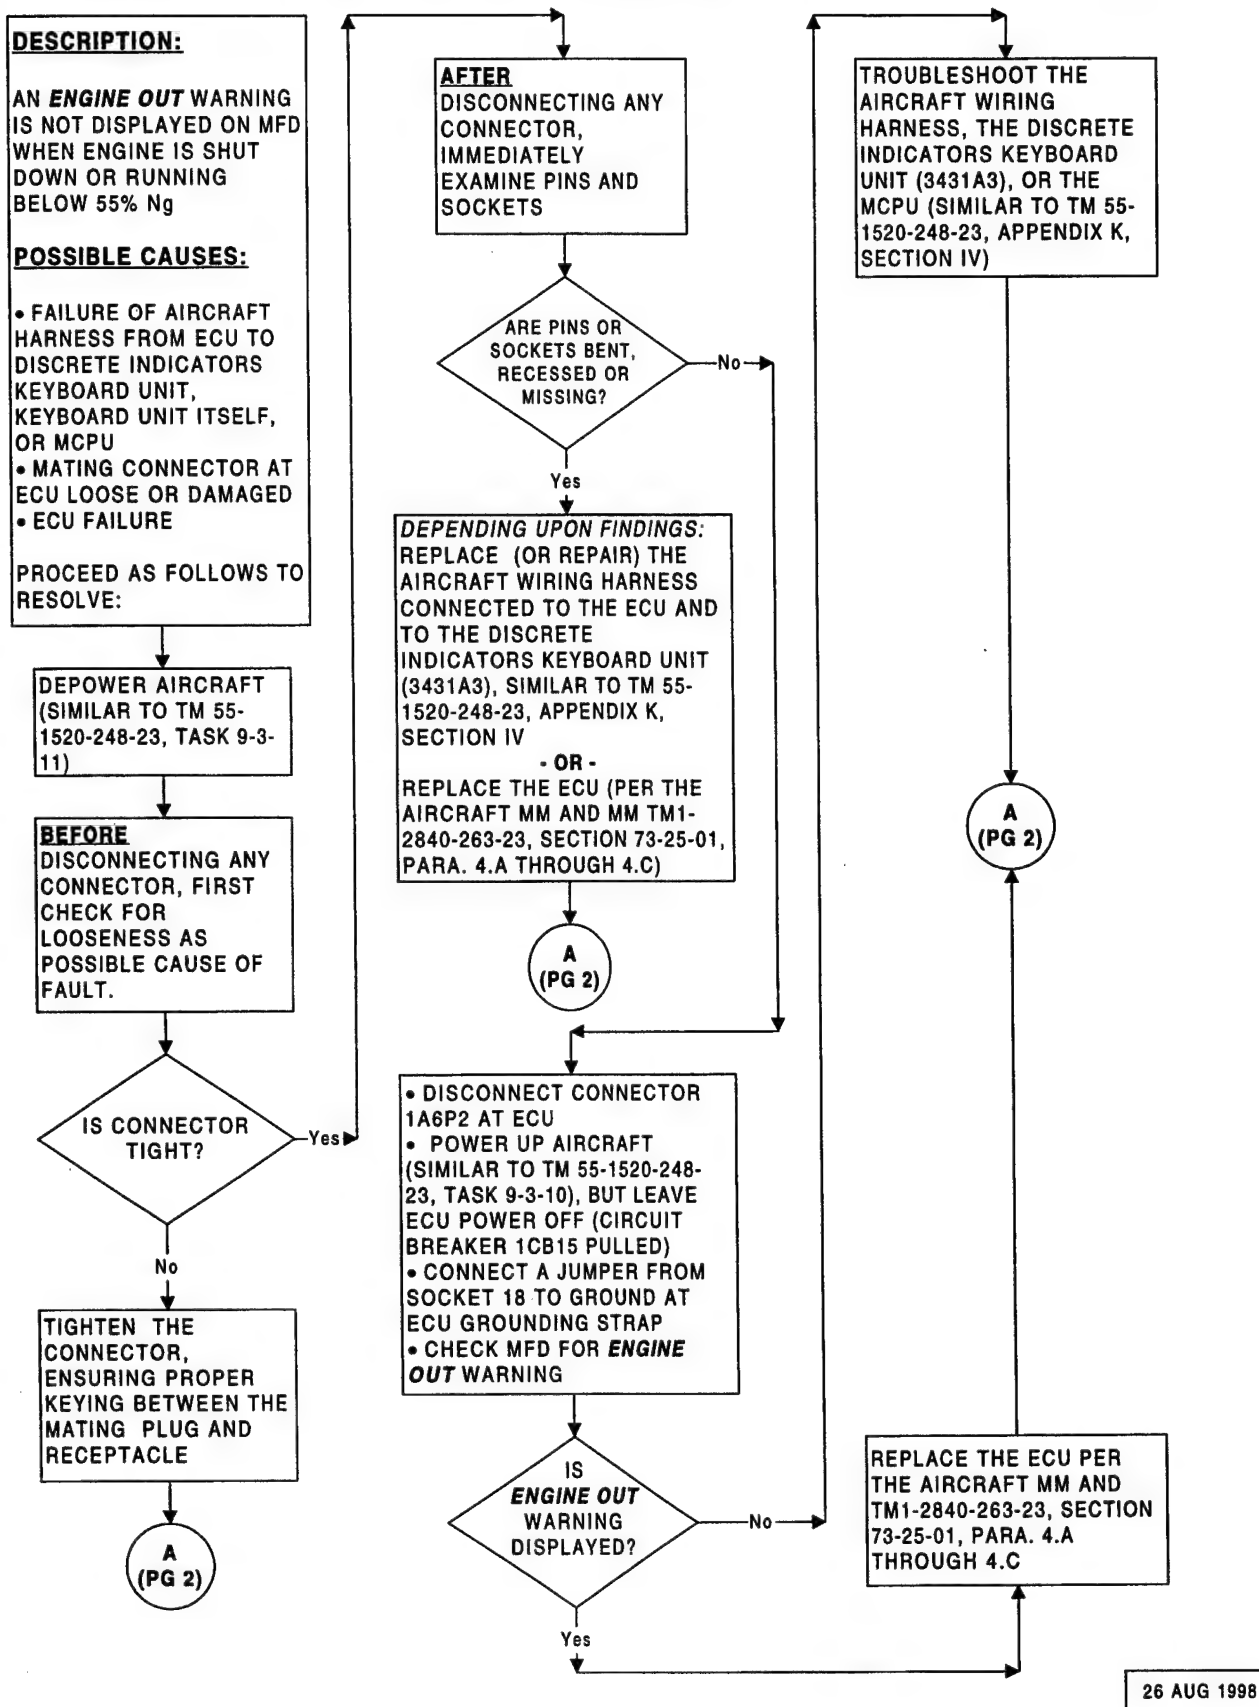 DESCRIPTION:
AN ENGINE OUT WARNING
IS NOT DISPLAYED ON MFD
WHEN ENGINE IS SHUT
DOWN OR RUNNING
BELOW 55% Ng
POSSIBLE CAUSES:
• FAILURE OF AIRCRAFT
HARNESS FROM ECU TO
DISCRETE INDICATORS
KEYBOARD UNIT,
KEYBOARD UNIT ITSELF,
OR MCPU
• MATING CONNECTOR AT
ECU LOOSE OR DAMAGED
• ECU FAILURE
PROCEED AS FOLLOWS TO
RESOLVE:
DEPOWER AIRCRAFT
(SIMILAR TO TM 55-
1520-248-23, TASK 9-3-
11)
BEFORE
DISCONNECTING ANY
CONNECTOR, FIRST
CHECK FOR
LOOSENESS AS
POSSIBLE CAUSE OF
FAULT.
IS CONNECTOR
TIGHT?
Yes
No
TIGHTEN THE
CONNECTOR,
ENSURING PROPER
KEYING BETWEEN THE
MATING PLUG AND
RECEPTACLE
A
(PG 2)
AFTER
DISCONNECTING ANY
CONNECTOR,
IMMEDIATELY
EXAMINE PINS AND
SOCKETS
ARE PINS OR
SOCKETS BENT,
RECESSED OR
MISSING?
No
Yes
DEPENDING UPON FINDINGS:
REPLACE (OR REPAIR) THE
AIRCRAFT WIRING HARNESS
CONNECTED TO THE ECU AND
TO THE DISCRETE
INDICATORS KEYBOARD UNIT
(3431A3), SIMILAR TO TM 55-
1520-248-23, APPENDIX K,
SECTION IV
- OR -
REPLACE THE ECU (PER THE
AIRCRAFT MM AND MM TM1-
2840-263-23, SECTION 73-25-01,
PARA. 4.A THROUGH 4.C)
A
(PG 2)
• DISCONNECT CONNECTOR
1A6P2 AT ECU
• POWER UP AIRCRAFT
(SIMILAR TO TM 55-1520-248-
23, TASK 9-3-10), BUT LEAVE
ECU POWER OFF (CIRCUIT
BREAKER 1CB15 PULLED)
• CONNECT A JUMPER FROM
SOCKET 18 TO GROUND AT
ECU GROUNDING STRAP
• CHECK MFD FOR ENGINE
OUT WARNING
IS
ENGINE OUT
WARNING
DISPLAYED?
No
Yes
TROUBLESHOOT THE
AIRCRAFT WIRING
HARNESS, THE DISCRETE
INDICATORS KEYBOARD
UNIT (3431A3), OR THE
MCPU (SIMILAR TO TM 55-
1520-248-23, APPENDIX K,
SECTION IV)
A
(PG 2)
REPLACE THE ECU PER
THE AIRCRAFT MM AND
TM1-2840-263-23, SECTION
73-25-01, PARA. 4.A
THROUGH 4.C
26 AUG 1998